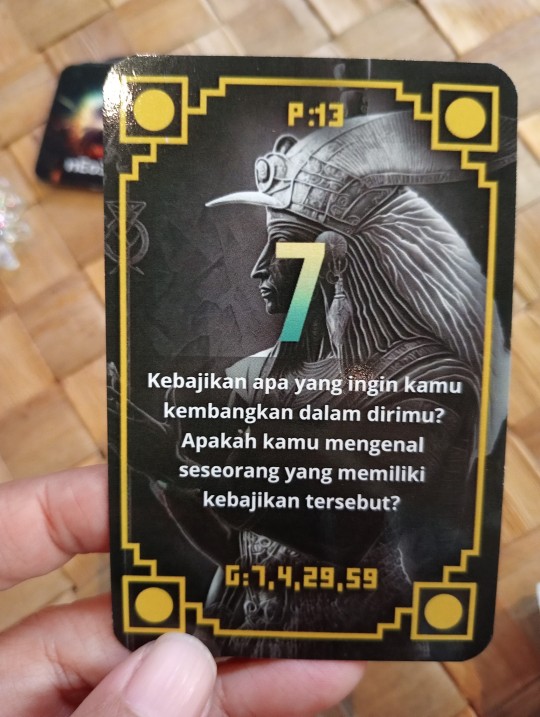 P:13
7
Kebajikan apa yang ingin kamu
kembangkan dalam dirimu?
Apakah kamu mengenal
seseorang yang memiliki
kebajikan tersebut?
G:7,4,29,59